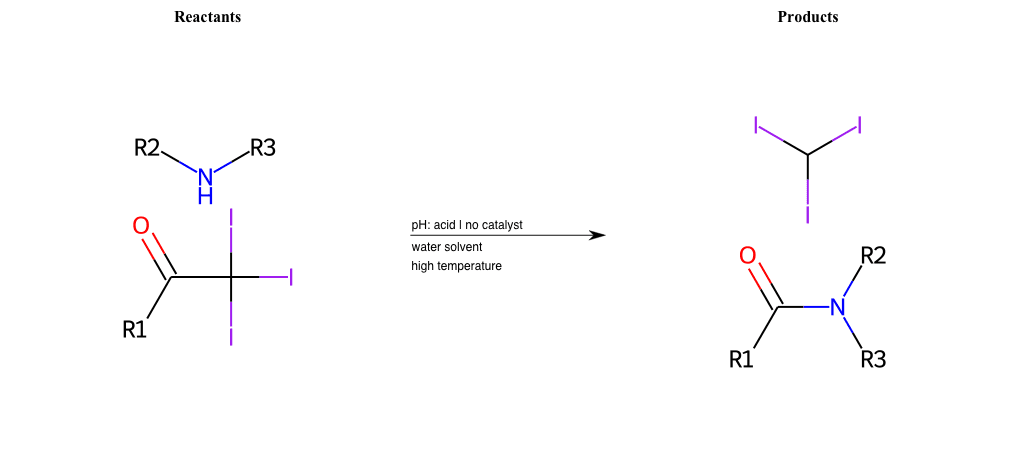 Reactants
Products
I
I
R2
R3
N
H
I
I
O
pH: acid | no catalyst
water solvent
high temperature
I
I
R1
O
R2
N
R1
R3